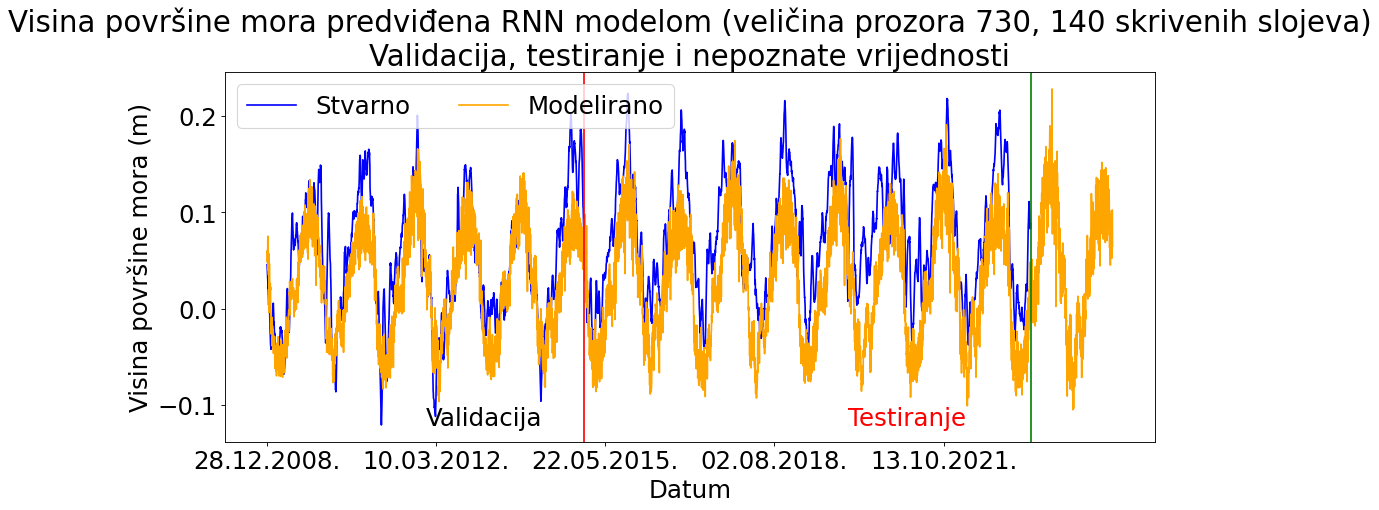 Visina površine mora predviđena RNN modelom (veličina prozora 730, 140 skrivenih slojeva)
Validacija, testiranje i nepoznate vrijednosti
Stvarno
Modelirano
Visina površine mora (m)
0.2
0.1
0.0
−0.1
Validacija
Testiranje
28.12.2008.
10.03.2012.
22.05.2015.
02.08.2018.
13.10.2021.
Datum